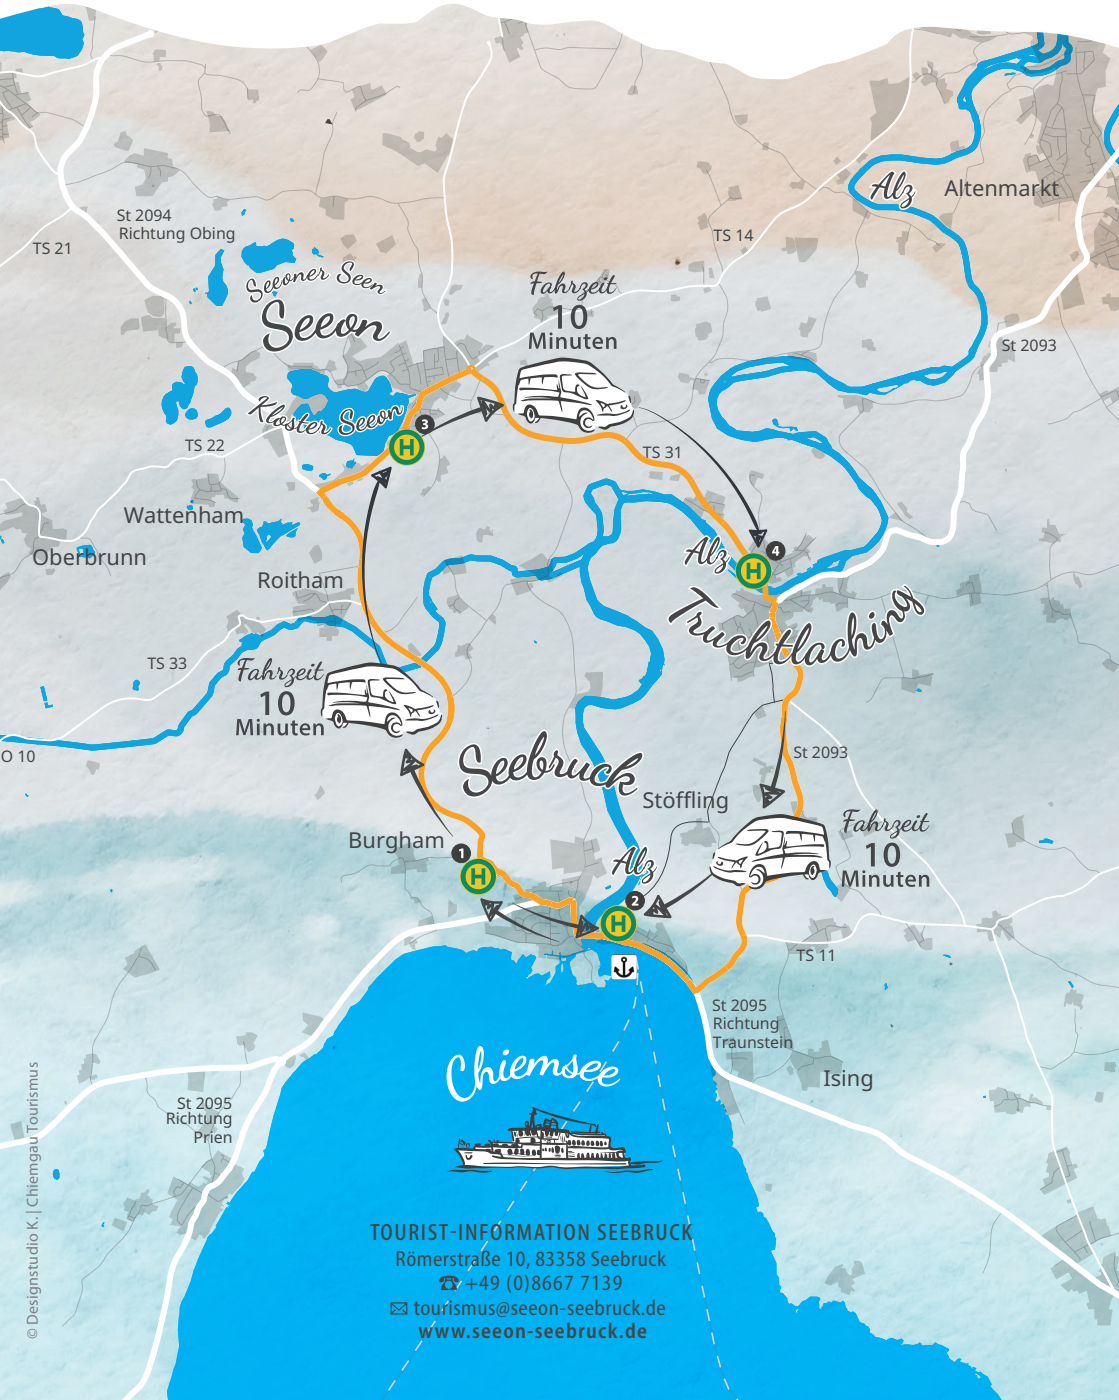 Alz
Altenmarkt
St 2094
Richtung Obing
TS 21
TS 14
Seeoner Seen
Seeon
Fahrzeit
10
Minuten
St 2093
Kloster Seeon
3
H
TS 22
TS 31
Wattenham
Oberbrunn
Alz
4
H
Roitham
Truchtlaching
TS 33
Fahrzeit
10
Minuten
O 10
Seebruck
St 2093
Stöffling
Burgham
Fahrzeit
10
Minuten
1
H
Alz
2
H
TS 11
St 2095
Richtung
Traunstein
Chiemsee
Ising
St 2095
Richtung
Prien
TOURIST-INFORMATION SEEBRUCK
Römerstraße 10, 83358 Seebruck
☎ +49 (0)8667 7139
✉ tourismus@seeon-seebruck.de
www.seeon-seebruck.de
© Designstudio K. | Chiemgau Tourismus